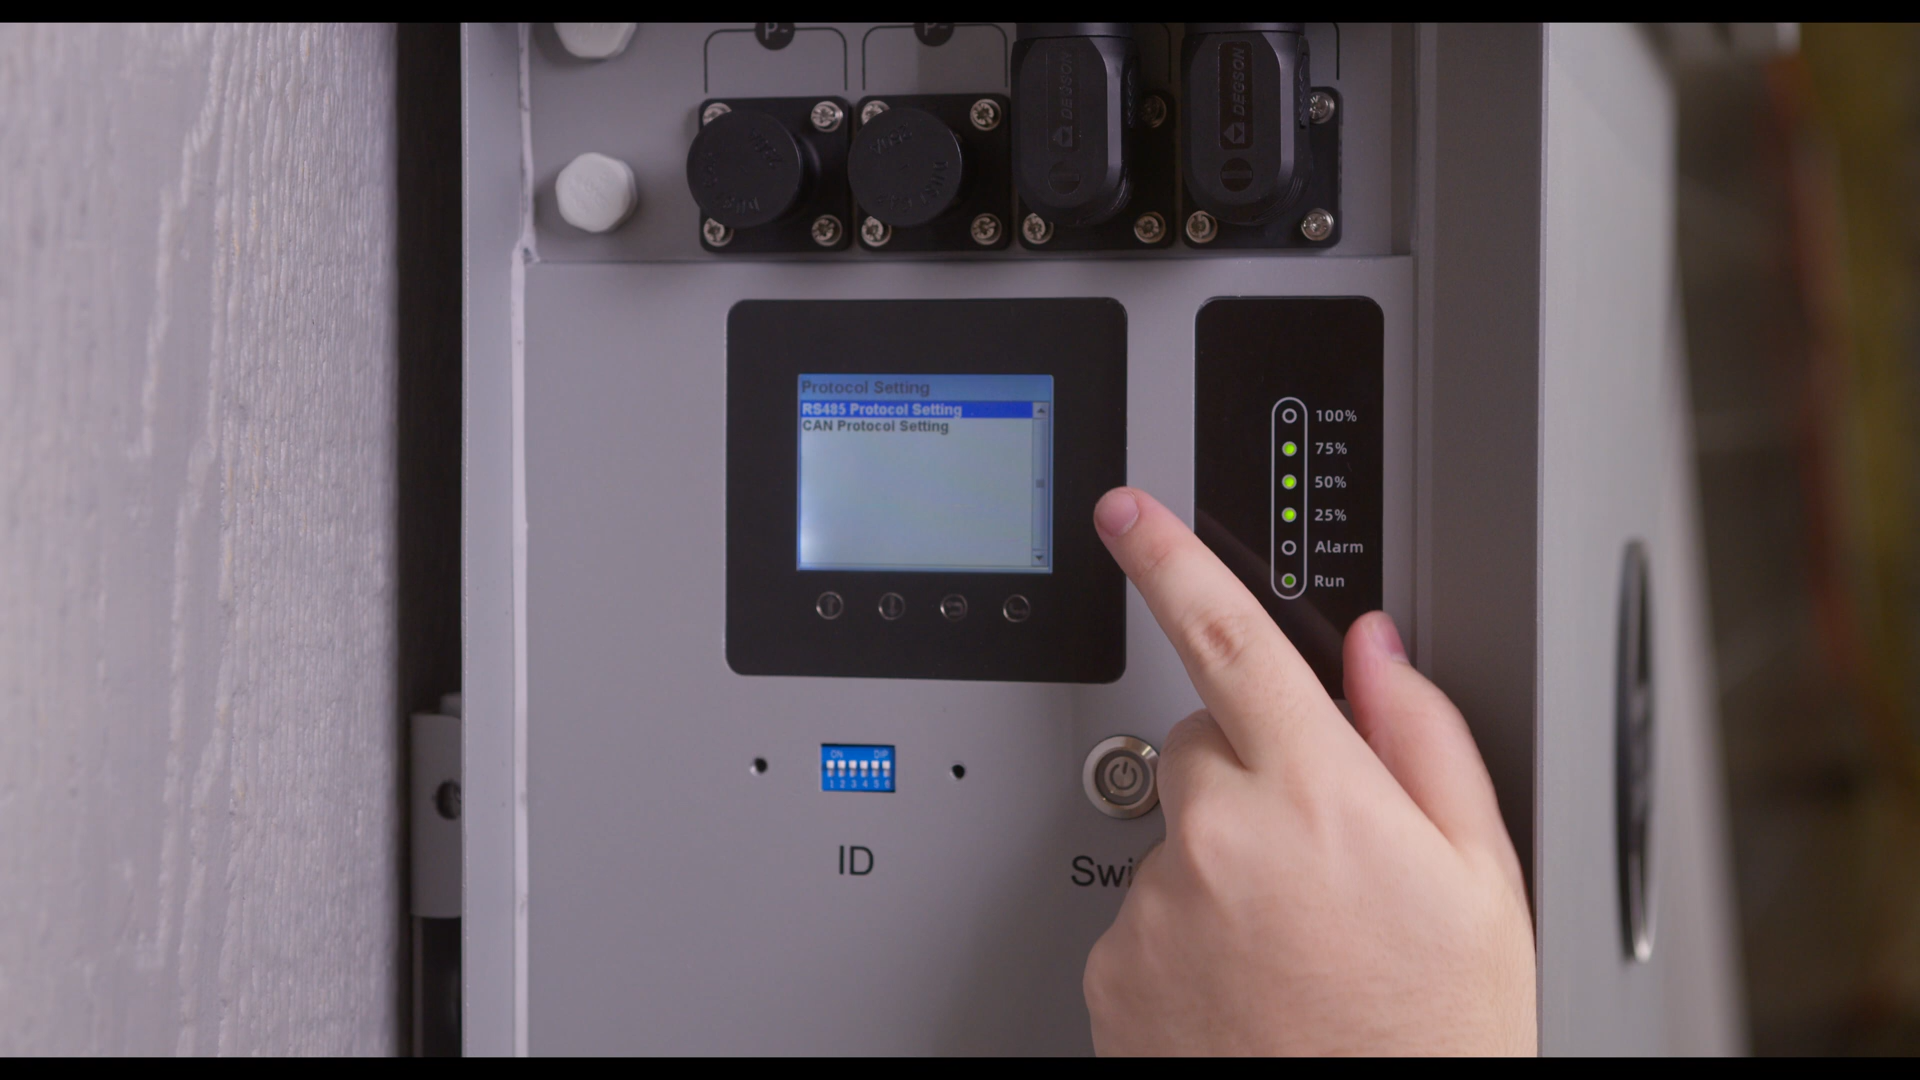 P-
P-
DEGSON
DEGSON
Protocol Setting
RS485 Protocol Setting
CAN Protocol Setting
100%
75%
50%
25%
Alarm
Run
ON DIP
1 2 3 4 5 6
ID
Swi